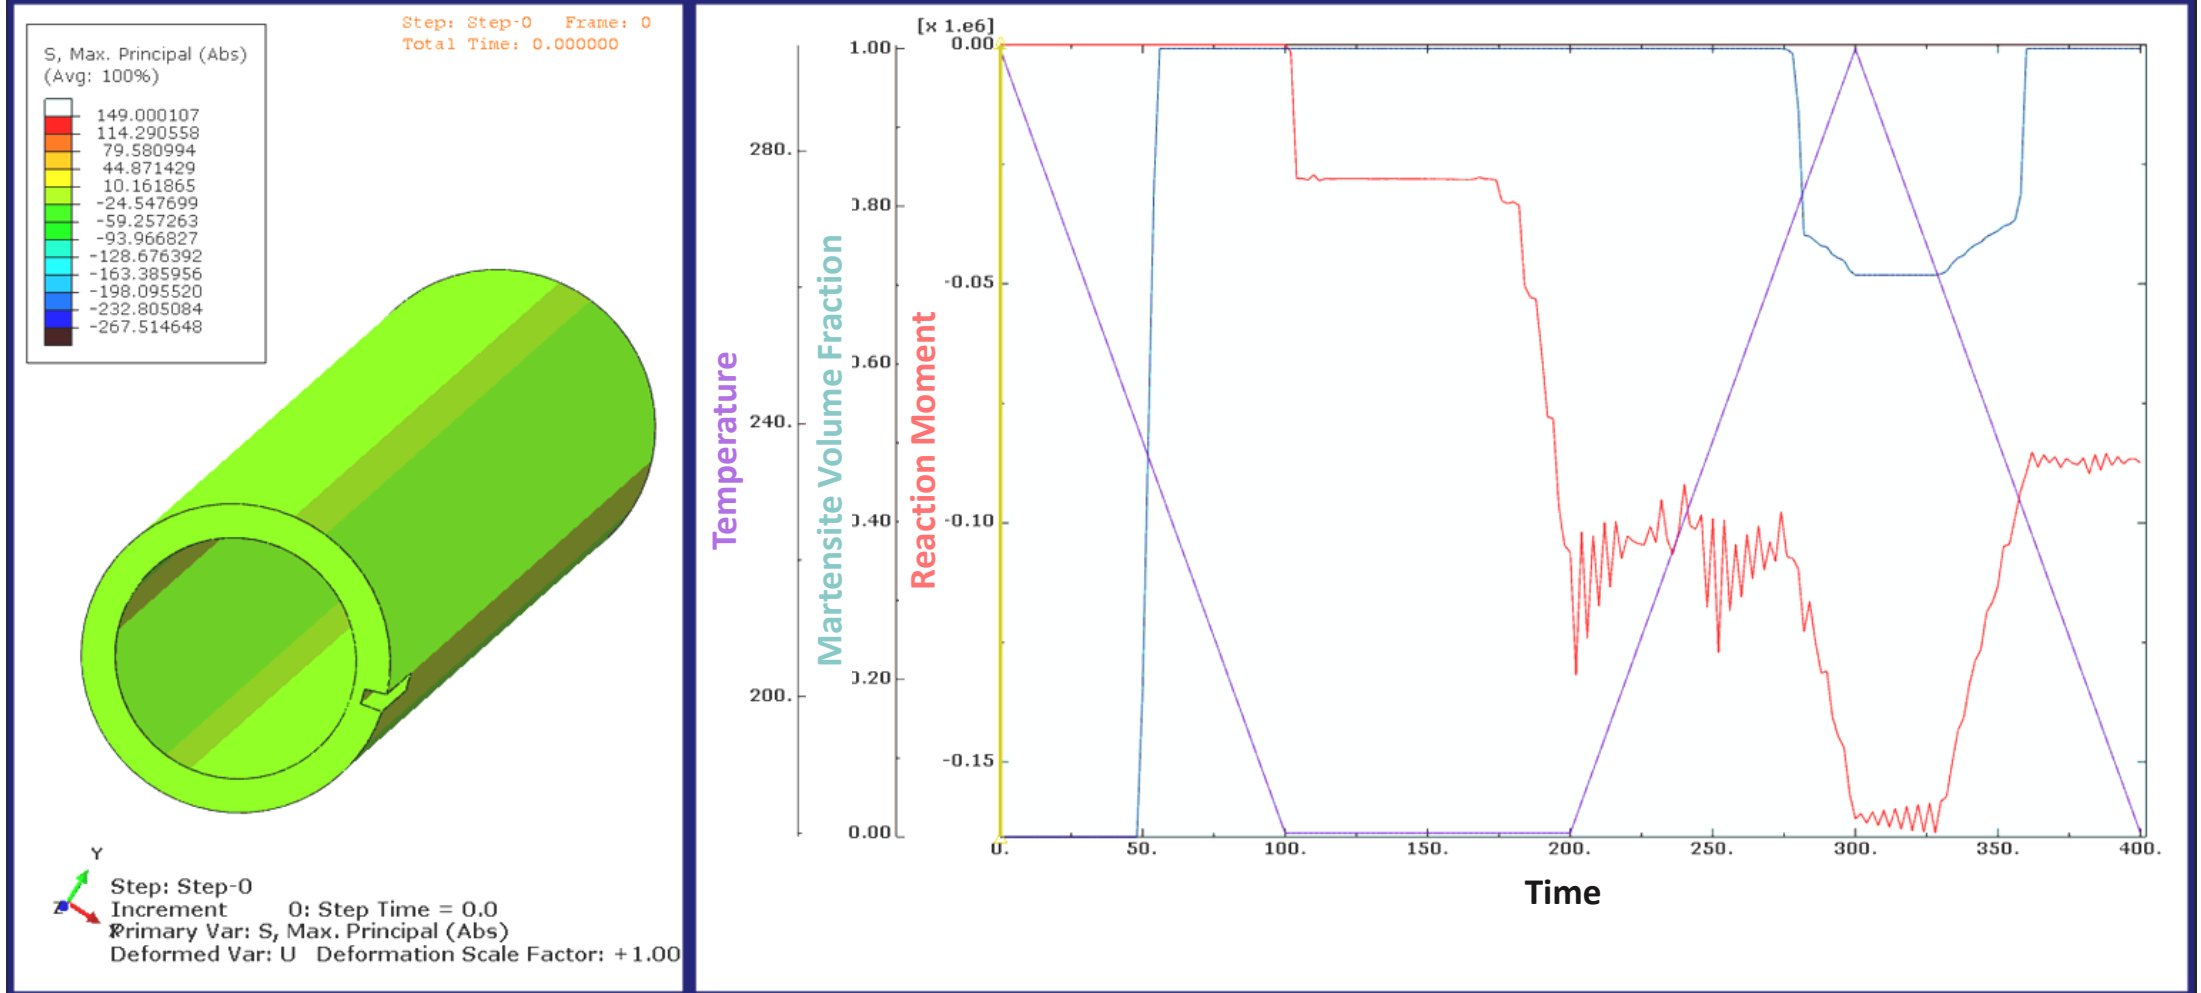 Step: Step-0 Frame: 0
Total Time: 0.000000
S, Max. Principal (Abs)
(Avg: 100%)
149.000107
114.290558
79.580994
44.871429
10.161865
-24.547699
-59.257263
-93.966827
-128.676392
-163.385956
-198.095520
-232.805084
-267.514648
Y
Z
X
Step: Step-0
Increment 0: Step Time = 0.0
Primary Var: S, Max. Principal (Abs)
Deformed Var: U Deformation Scale Factor: +1.00
[x 1.e6]
Temperature
280.
240.
200.
Martensite Volume Fraction
1.00
0.80
0.60
0.40
0.20
0.00
Reaction Moment
0.00
-0.05
-0.10
-0.15
0. 50. 100. 150. 200. 250. 300. 350. 400.
Time